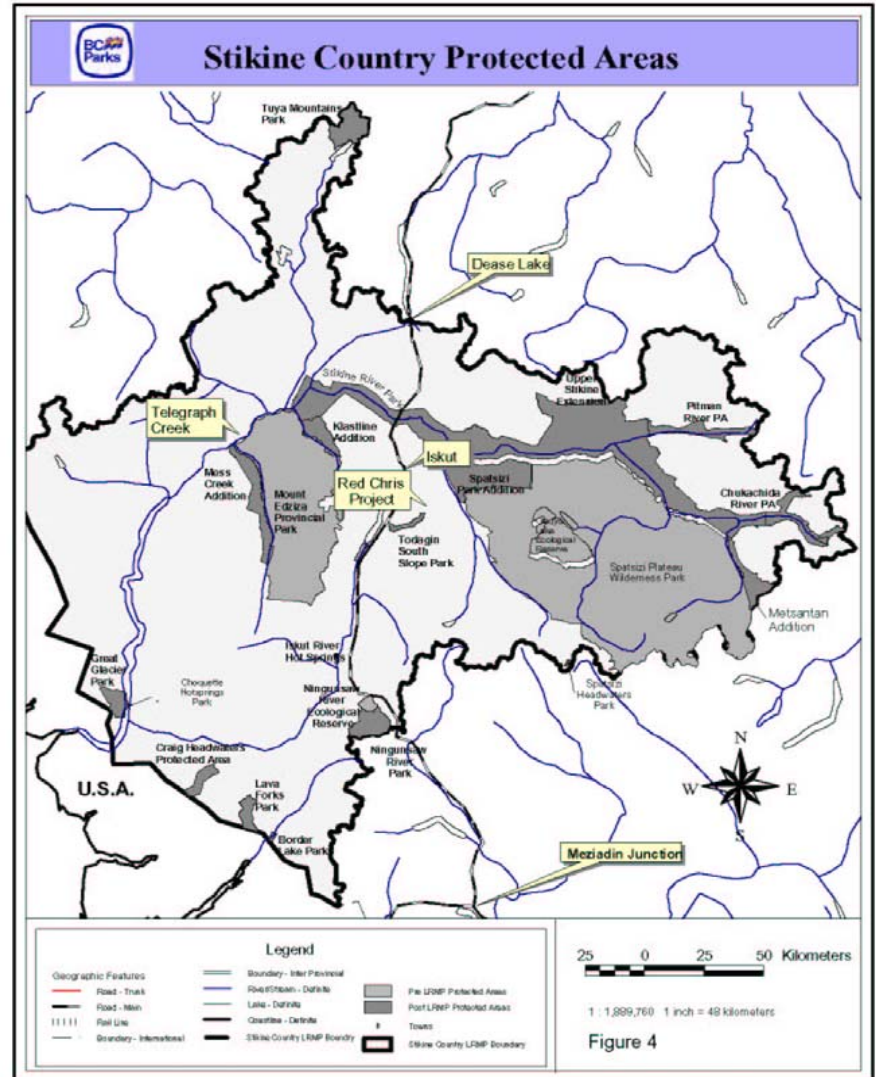 BC
Parks
Stikine Country Protected Areas
Tuya Mountains
Park
Dease Lake
Stikine River Park
Upper
Stikine
Extension
Pitman
River PA
Telegraph
Creek
Klastline
Addition
Iskut
Mess
Creek
Addition
Mount
Edziza
Provincial
Park
Red Chris
Project
Spatsizi
Park Addition
Chukachida
River PA
Todagin
South
Slope Park
Lake
Ecological
Reserve
Spatsizi Plateau
Wilderness Park
Metsantan
Addition
Iskut River
Hot Springs
Great
Glacier
Park
Choquette
Hotsprings
Park
Ningunsaw
River
Ecological
Reserve
Spatsizi
Headwaters
Park
Craig Headwaters
Protected Area
Ningunsaw
River
Park
U.S.A.
Lava
Forks
Park
Border
Lake Park
N
W
E
S
Meziadin Junction
Legend
Geographic Features
Road - Trunk
Road - Main
Rail Line
Boundary - International
Boundary - Inter Provincial
River/Stream - Definite
Lake - Definite
Coastline - Definite
Stikine Country LRMP Boundry
Pre LRMP Protected Areas
Post LRMP Protected Areas
Towns
Stikine Country LRMP Boundary
25 0 25 50 Kilometers
1 : 1,889,760 1 inch = 48 kilometers
Figure 4